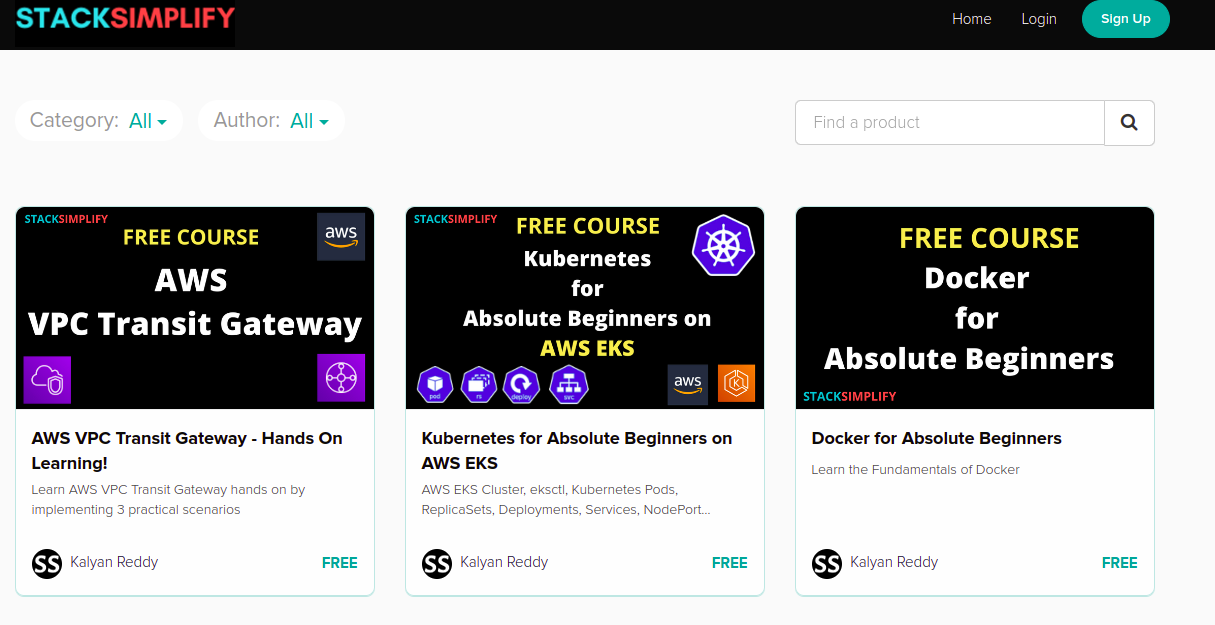 STACKSIMPLIFY
Home Login Sign Up
Category: All Author: All Find a product
STACKSIMPLIFY
FREE COURSE
aws
AWS
VPC Transit Gateway
AWS VPC Transit Gateway - Hands On
Learning!
Learn AWS VPC Transit Gateway hands on by
implementing 3 practical scenarios
SS Kalyan Reddy FREE
STACKSIMPLIFY
FREE COURSE
Kubernetes
for
Absolute Beginners on
AWS EKS
pod rs deploy svc aws K
Kubernetes for Absolute Beginners on
AWS EKS
AWS EKS Cluster, eksctl, Kubernetes Pods,
ReplicaSets, Deployments, Services, NodePort...
SS Kalyan Reddy FREE
FREE COURSE
Docker
for
Absolute Beginners
STACKSIMPLIFY
Docker for Absolute Beginners
Learn the Fundamentals of Docker
SS Kalyan Reddy FREE